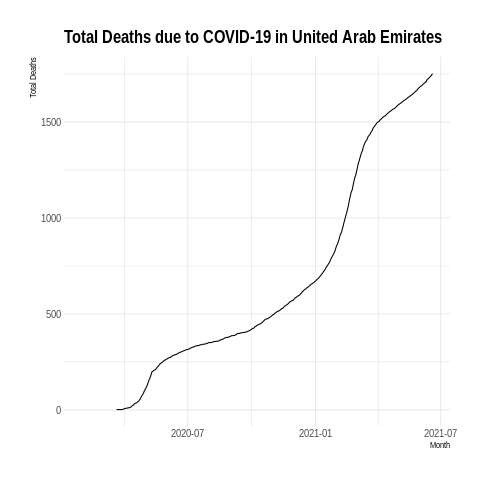 Total Deaths due to COVID-19 in United Arab Emirates
Total Deaths
1500
1000
500
0
2020-07
2021-01
2021-07
Month